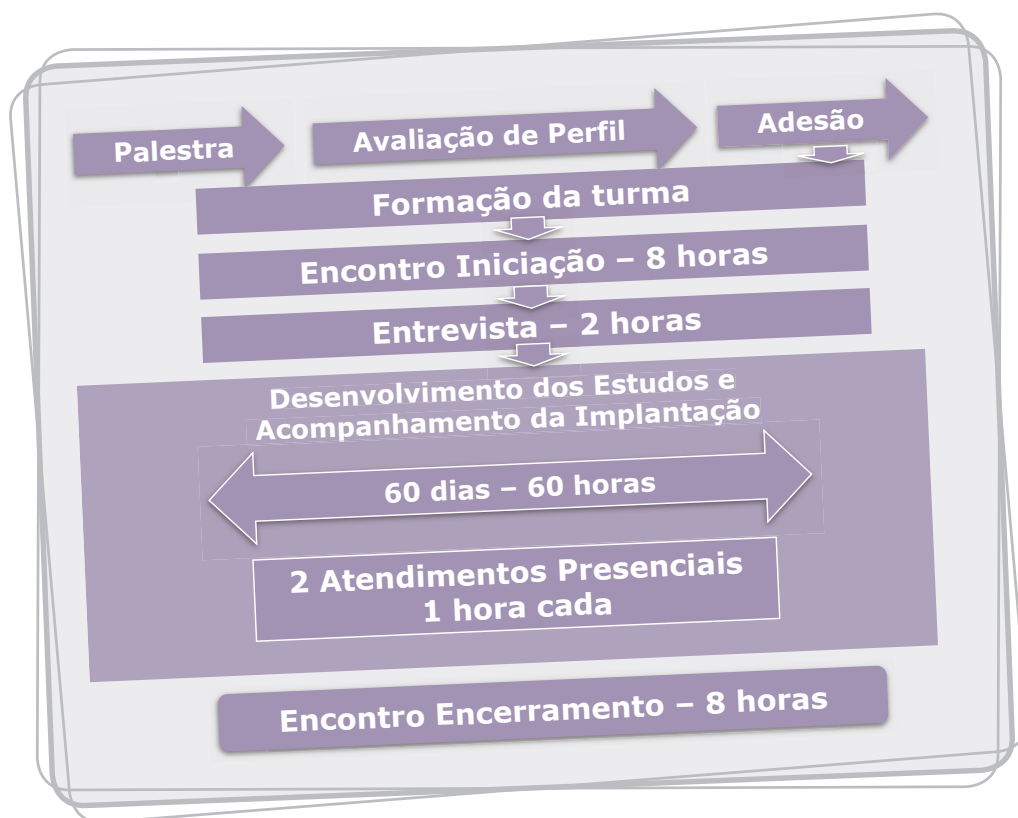 Palestra
Avaliação de Perfil
Adesão
Formação da turma
Encontro Iniciação – 8 horas
Entrevista – 2 horas
Desenvolvimento dos Estudos e
Acompanhamento da Implantação
60 dias – 60 horas
2 Atendimentos Presenciais
1 hora cada
Encontro Encerramento – 8 horas